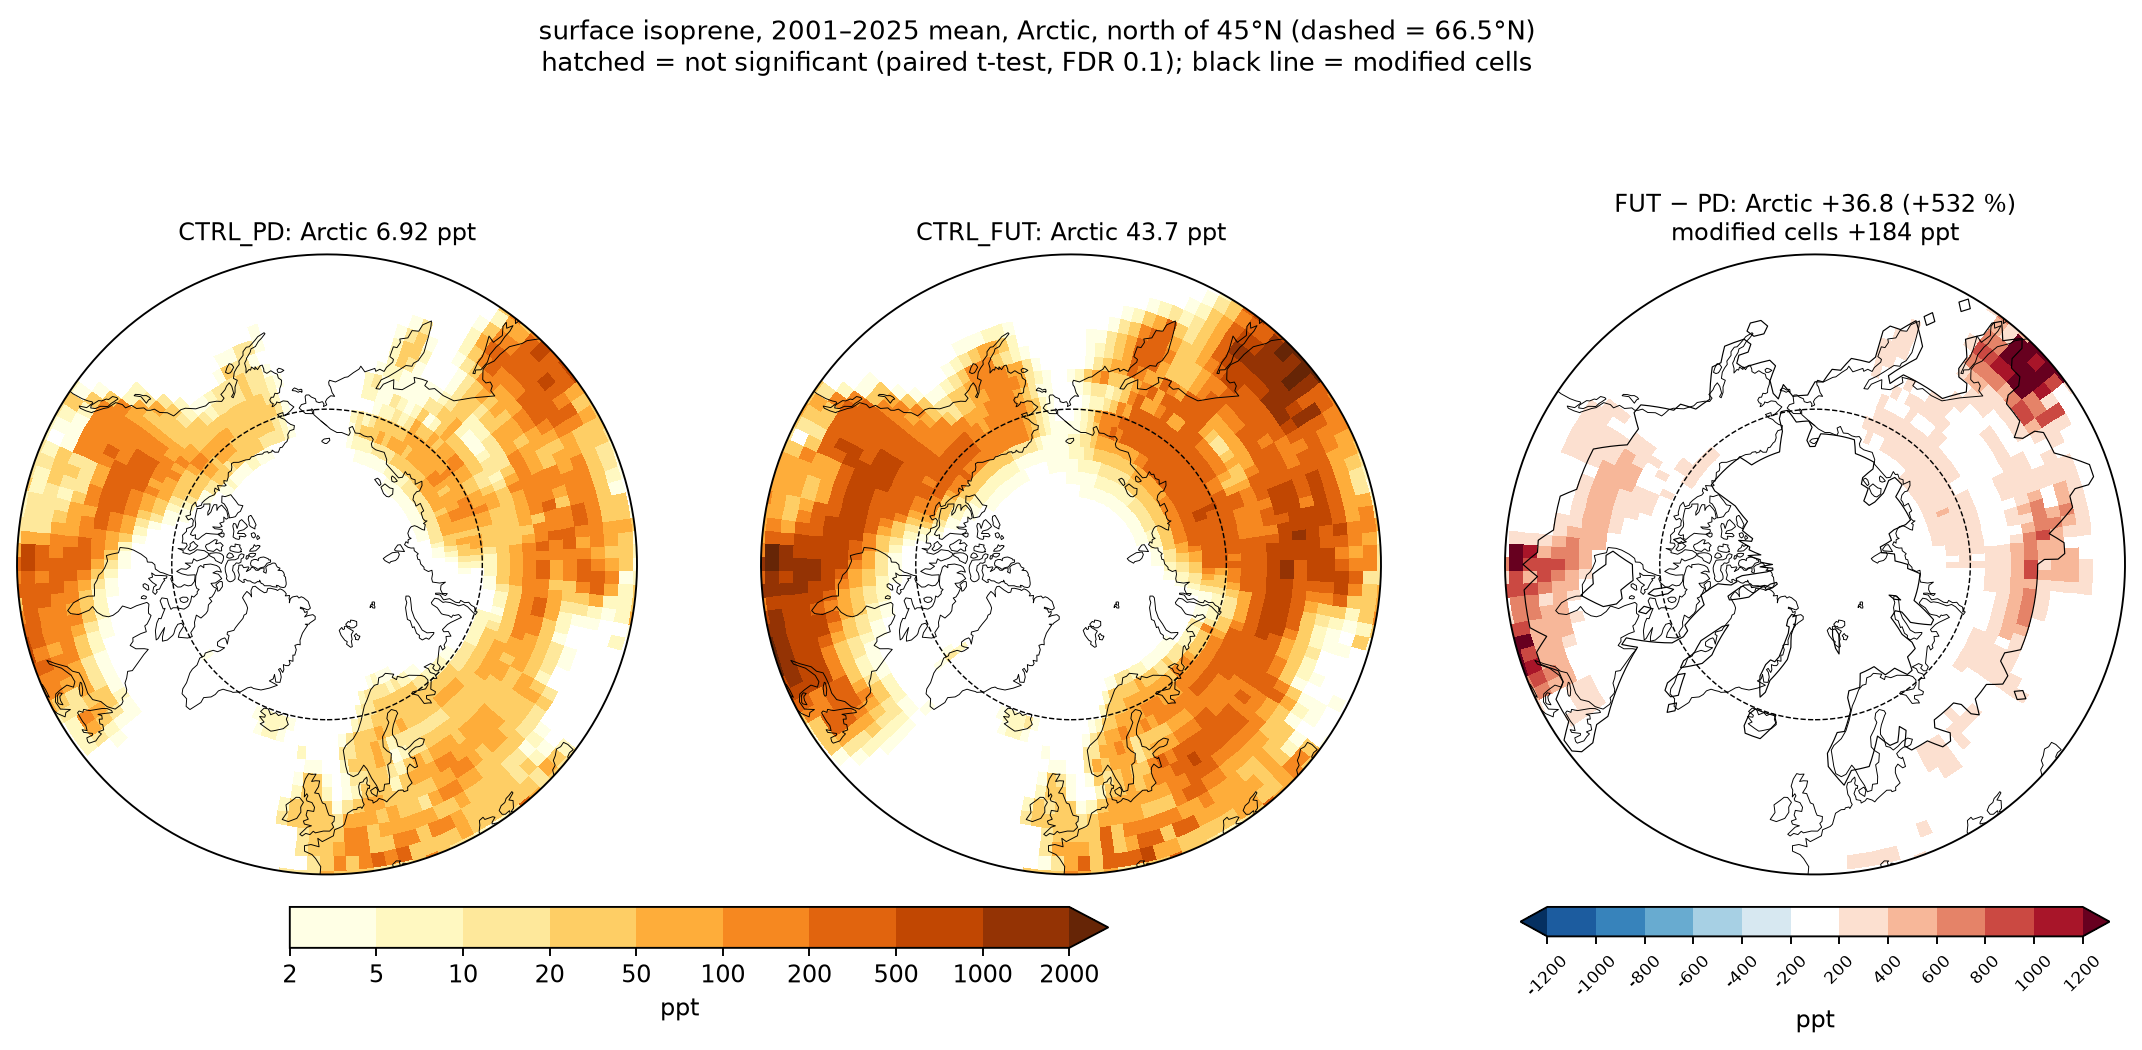 surface isoprene, 2001–2025 mean, Arctic, north of 45°N (dashed = 66.5°N)
hatched = not significant (paired t-test, FDR 0.1); black line = modified cells
CTRL_PD: Arctic 6.92 ppt
CTRL_FUT: Arctic 43.7 ppt
FUT − PD: Arctic +36.8 (+532 %)
modified cells +184 ppt
2 5 10 20 50 100 200 500 1000 2000
ppt
-1200 -1000 -800 -600 -400 -200 200 400 600 800 1000 1200
ppt